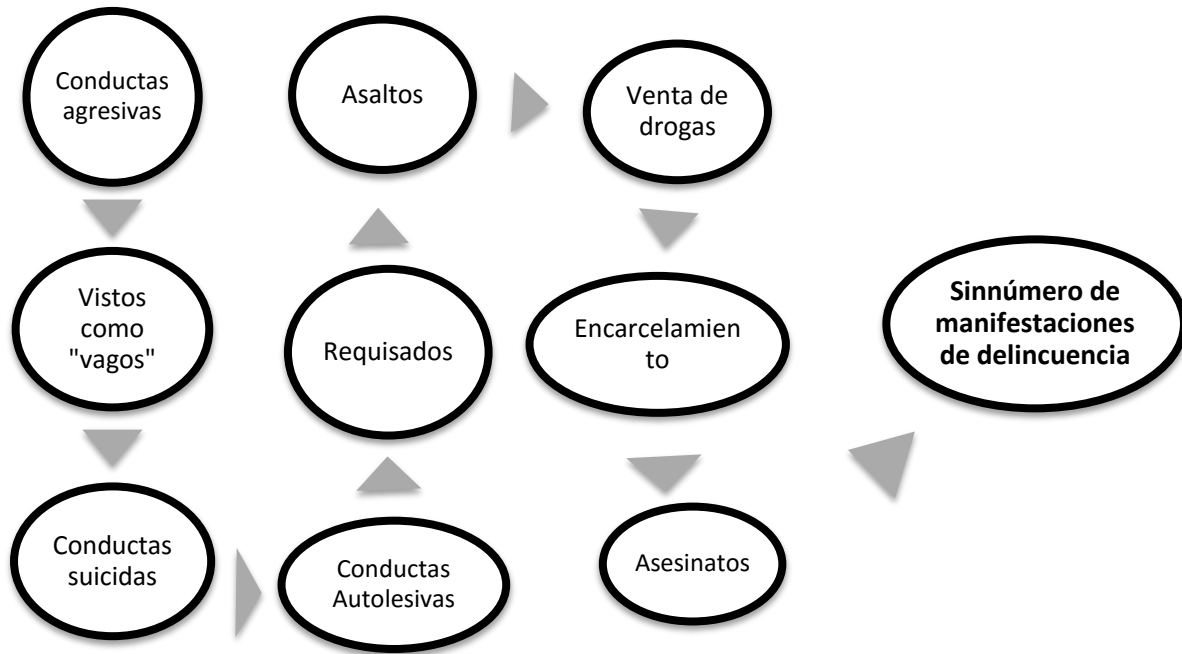 Conductas
agresivas
Vistos
como
"vagos"
Conductas
suicidas
Conductas
Autolesivas
Requisados
Asaltos
Venta de
drogas
Encarcelamien
to
Asesinatos
Sinnúmero de
manifestaciones
de delincuencia